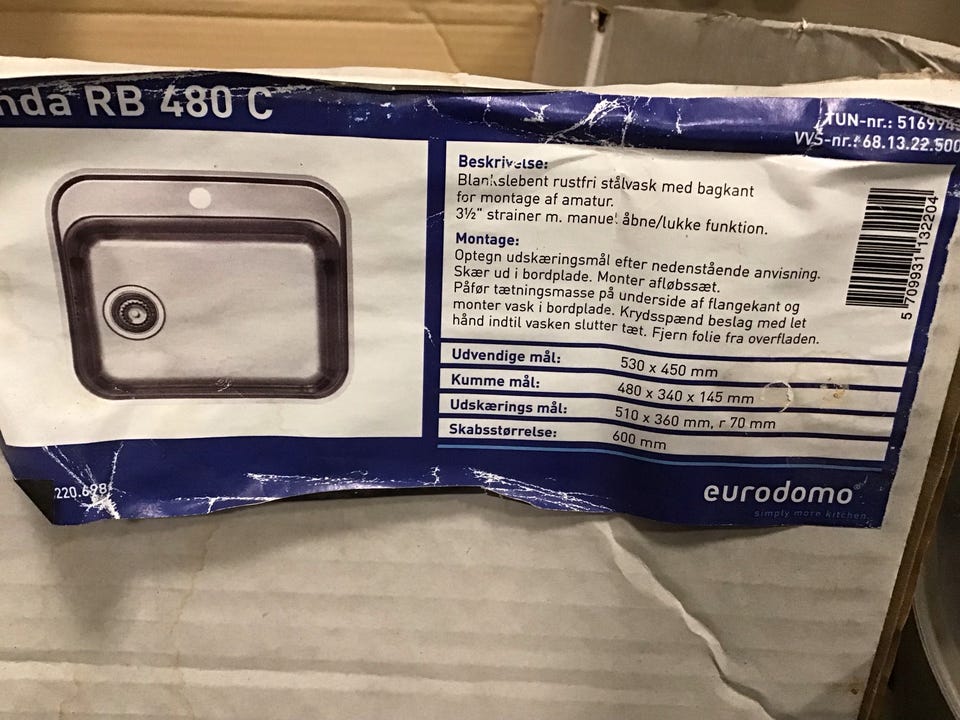 nda RB 480 C
TUN-nr.: 5169943
VVS-nr.: 68.13.22.500
Beskrivelse:
Blankslebent rustfri stålvask med bagkant
for montage af amatur.
3½" strainer m. manuel åbne/lukke funktion.
Montage:
Optegn udskæringsmål efter nedenstående anvisning.
Skær ud i bordplade. Monter afløbssæt.
Påfør tætningsmasse på underside af flangekant og
monter vask i bordplade. Krydsspænd beslag med let
hånd indtil vasken slutter tæt. Fjern folie fra overfladen.
5 709931 132204
Udvendige mål: 530 x 450 mm
Kumme mål: 480 x 340 x 145 mm
Udskærings mål: 510 x 360 mm, r 70 mm
Skabsstørrelse: 600 mm
eurodomo®
simply more kitchen